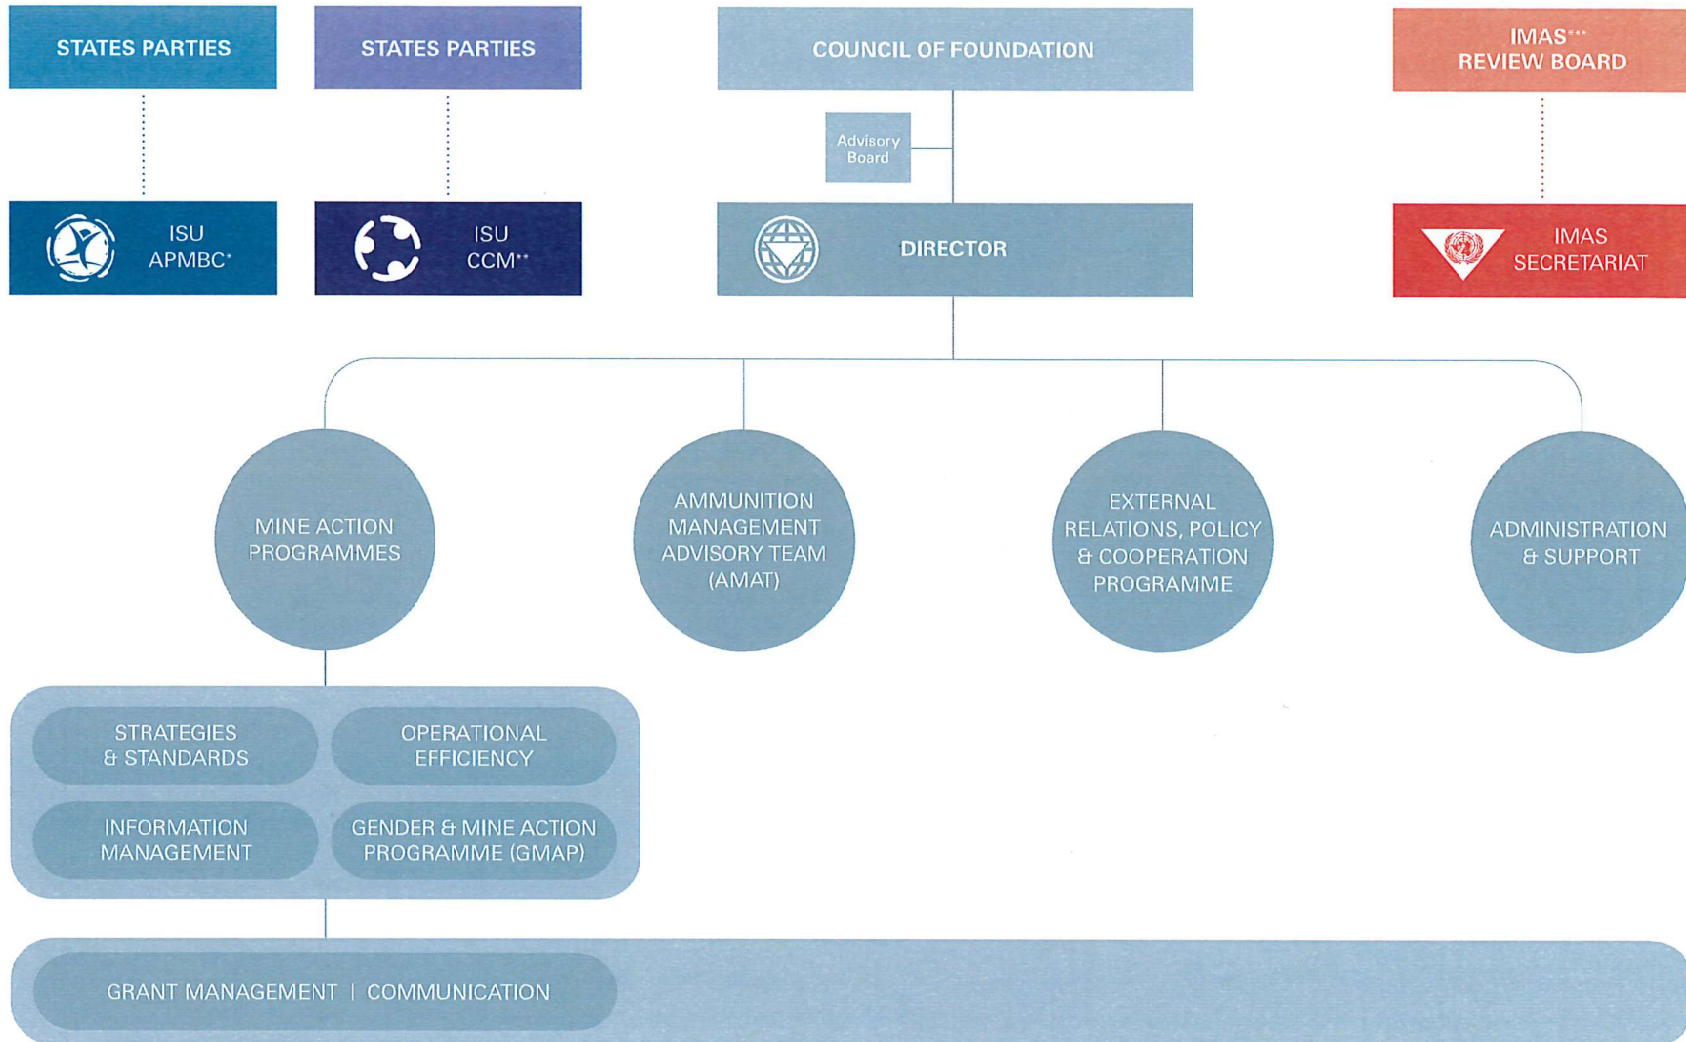 STATES PARTIES
STATES PARTIES
COUNCIL OF FOUNDATION
IMAS***
REVIEW BOARD
Advisory
Board
ISU
APMBC*
ISU
CCM**
DIRECTOR
IMAS
SECRETARIAT
MINE ACTION
PROGRAMMES
AMMUNITION
MANAGEMENT
ADVISORY TEAM
(AMAT)
EXTERNAL
RELATIONS, POLICY
& COOPERATION
PROGRAMME
ADMINISTRATION
& SUPPORT
STRATEGIES
& STANDARDS
OPERATIONAL
EFFICIENCY
INFORMATION
MANAGEMENT
GENDER & MINE ACTION
PROGRAMME (GMAP)
GRANT MANAGEMENT | COMMUNICATION